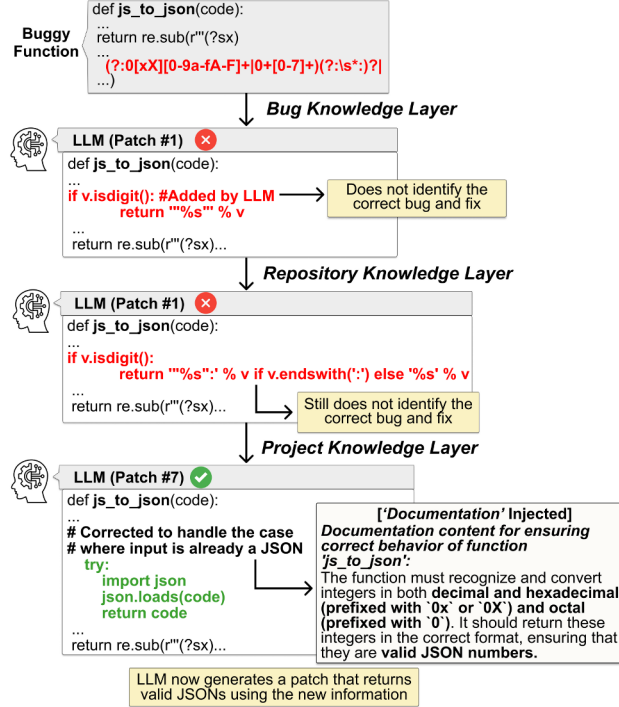 Buggy
Function
def js_to_json(code):
...
return re.sub(r'''(?sx)
...
(?:0[xX][0-9a-fA-F]+|0+[0-7]+)(?:\s*:)?|
...)
Bug Knowledge Layer
LLM (Patch #1)
def js_to_json(code):
...
if v.isdigit(): #Added by LLM
return '"%s"' % v
...
return re.sub(r'''(?sx)...
Does not identify the
correct bug and fix
Repository Knowledge Layer
LLM (Patch #1)
def js_to_json(code):
...
if v.isdigit():
return '"%s":' % v if v.endswith(':') else '%s' % v
...
return re.sub(r'''(?sx)...
Still does not identify the
correct bug and fix
Project Knowledge Layer
LLM (Patch #7)
def js_to_json(code):
...
# Corrected to handle the case
# where input is already a JSON
try:
import json
json.loads(code)
return code
...
return re.sub(r'''(?sx)...
['Documentation' Injected]
Documentation content for ensuring
correct behavior of function
'js_to_json':
The function must recognize and convert
integers in both decimal and hexadecimal
(prefixed with `0x` or `0X`) and octal
(prefixed with `0`). It should return these
integers in the correct format, ensuring that
they are valid JSON numbers.
LLM now generates a patch that returns
valid JSONs using the new information